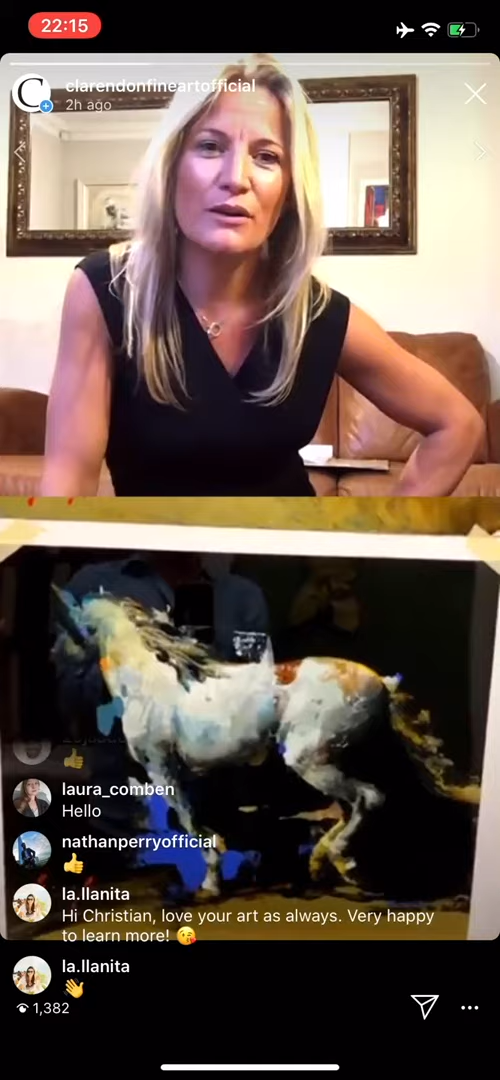 22:15
C
clarendonfineartofficial
2h ago
laura_comben
Hello
nathanperryofficial
👍
la.llanita
Hi Christian, love your art as always. Very happy
to learn more! 😘
la.llanita
👋
1,382